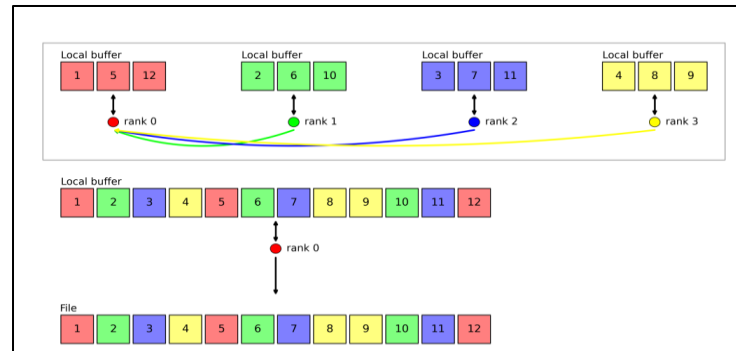 Local buffer Local buffer Local buffer Local buffer
1 5 12 2 6 10 3 7 11 4 8 9
rank 0 rank 1 rank 2 rank 3
Local buffer
1 2 3 4 5 6 7 8 9 10 11 12
rank 0
File
1 2 3 4 5 6 7 8 9 10 11 12